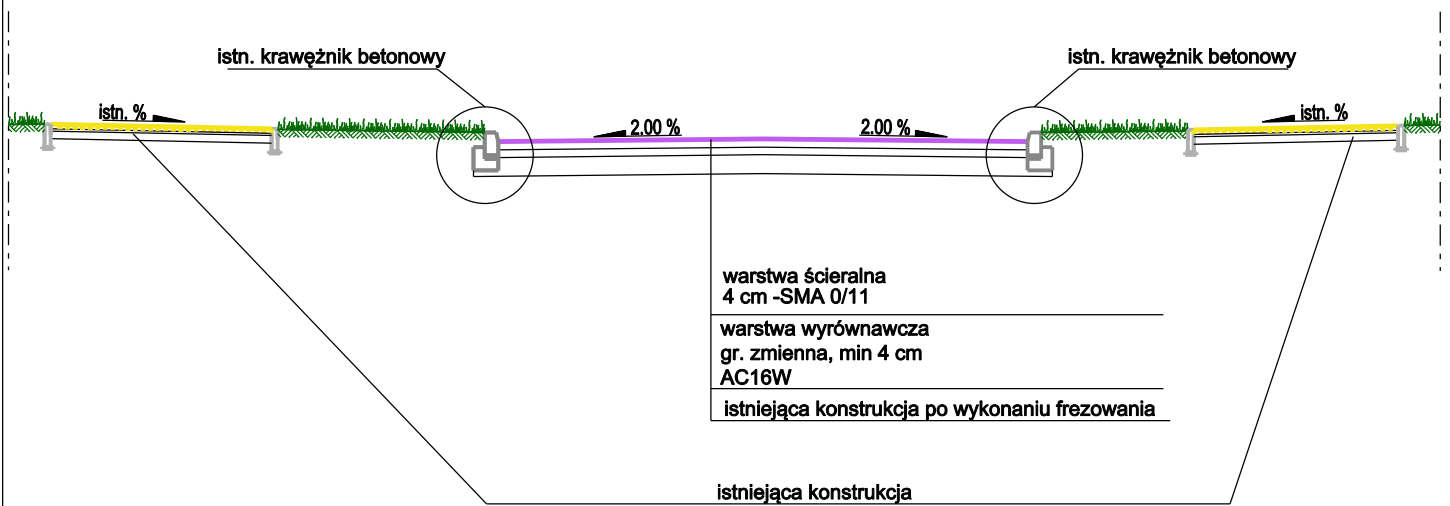 istn. krawężnik betonowy
istn. krawężnik betonowy
istn. %
2.00 %
2.00 %
istn. %
warstwa ścieralna
4 cm -SMA 0/11
warstwa wyrównawcza
gr. zmienna, min 4 cm
AC16W
istniejąca konstrukcja po wykonaniu frezowania
istniejąca konstrukcja